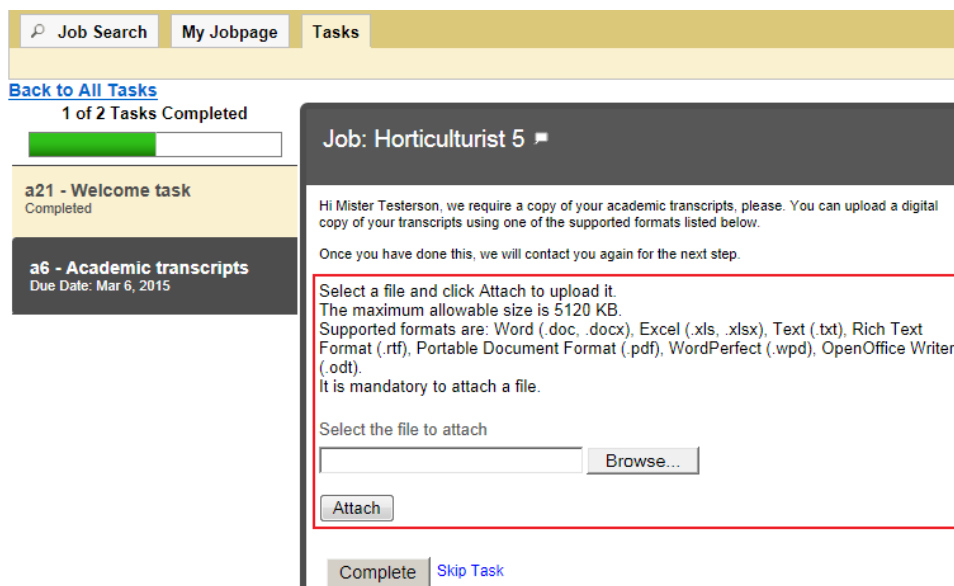 Job Search
My Jobpage
Tasks
Back to All Tasks
1 of 2 Tasks Completed
a21 - Welcome task
Completed
a6 - Academic transcripts
Due Date: Mar 6, 2015
Job: Horticulturist 5
Hi Mister Testerson, we require a copy of your academic transcripts, please. You can upload a digital
copy of your transcripts using one of the supported formats listed below.
Once you have done this, we will contact you again for the next step.
Select a file and click Attach to upload it.
The maximum allowable size is 5120 KB.
Supported formats are: Word (.doc, .docx), Excel (.xls, .xlsx), Text (.txt), Rich Text
Format (.rtf), Portable Document Format (.pdf), WordPerfect (.wpd), OpenOffice Writer
(.odt).
It is mandatory to attach a file.
Select the file to attach
Browse...
Attach
Complete
Skip Task